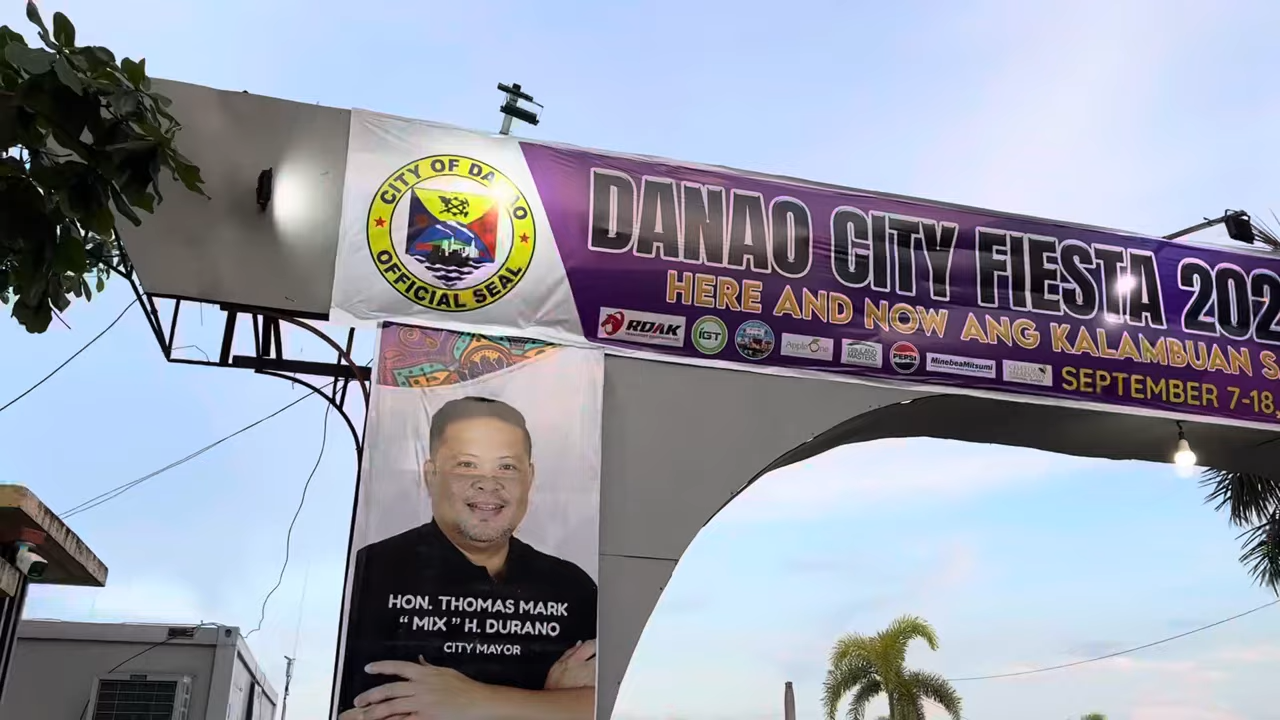 CITY OF DANAO
OFFICIAL SEAL
DANAO CITY FIESTA 202
HERE AND NOW ANG KALAMBUAN S
RDAK
IGT
AppleOne
PEPSI
MinebeaMitsumi
SEPTEMBER 7-18,
HON. THOMAS MARK
“ MIX ” H. DURANO
CITY MAYOR